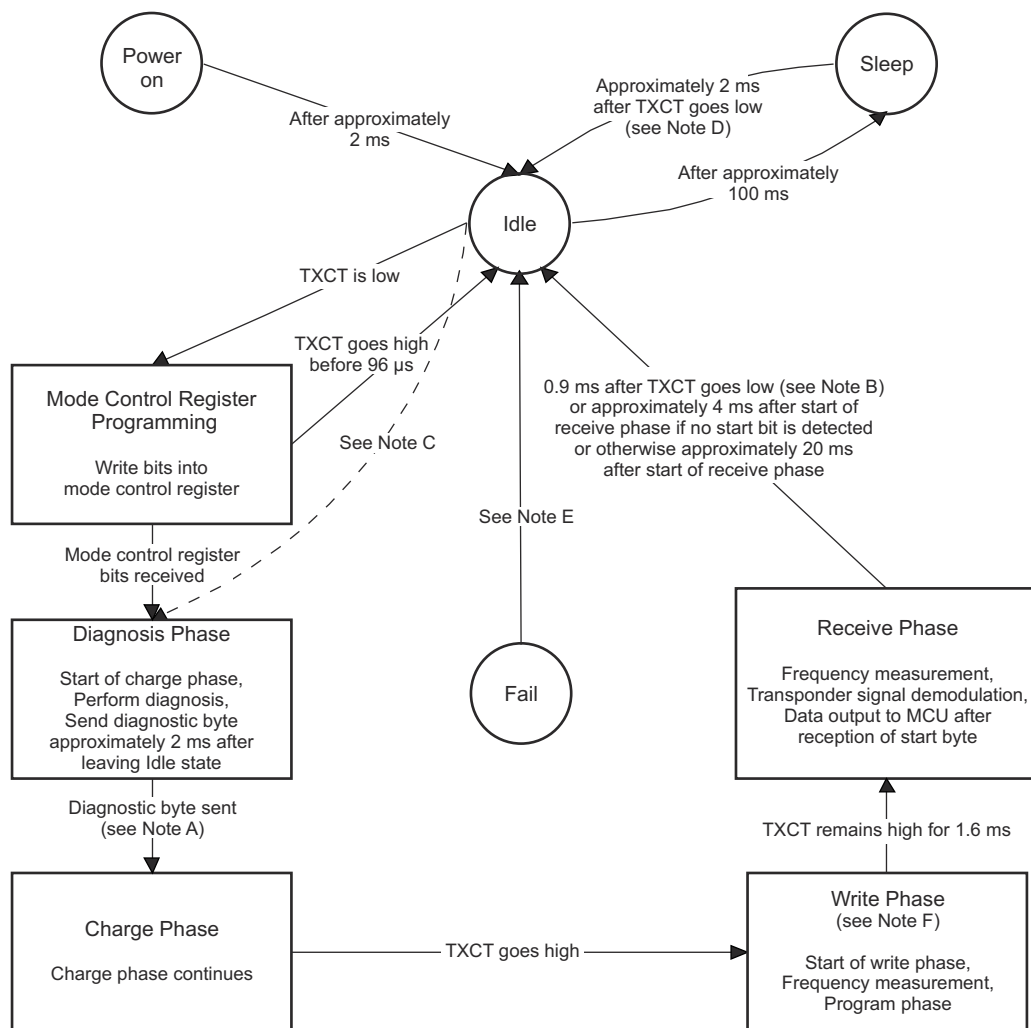 Power
on
Sleep
Approximately 2 ms
after TXCT goes low
(see Note D)
After approximately
2 ms
After approximately
100 ms
Idle
TXCT is low
TXCT goes high
before 96 µs
Mode Control Register
Programming
Write bits into
mode control register
See Note C
0.9 ms after TXCT goes low (see Note B)
or approximately 4 ms after start of
receive phase if no start bit is detected
or otherwise approximately 20 ms
after start of receive phase
See Note E
Mode control register
bits received
Diagnosis Phase
Start of charge phase,
Perform diagnosis,
Send diagnostic byte
approximately 2 ms after
leaving Idle state
Fail
Receive Phase
Frequency measurement,
Transponder signal demodulation,
Data output to MCU after
reception of start byte
Diagnostic byte sent
(see Note A)
TXCT remains high for 1.6 ms
Charge Phase
Charge phase continues
TXCT goes high
Write Phase
(see Note F)
Start of write phase,
Frequency measurement,
Program phase